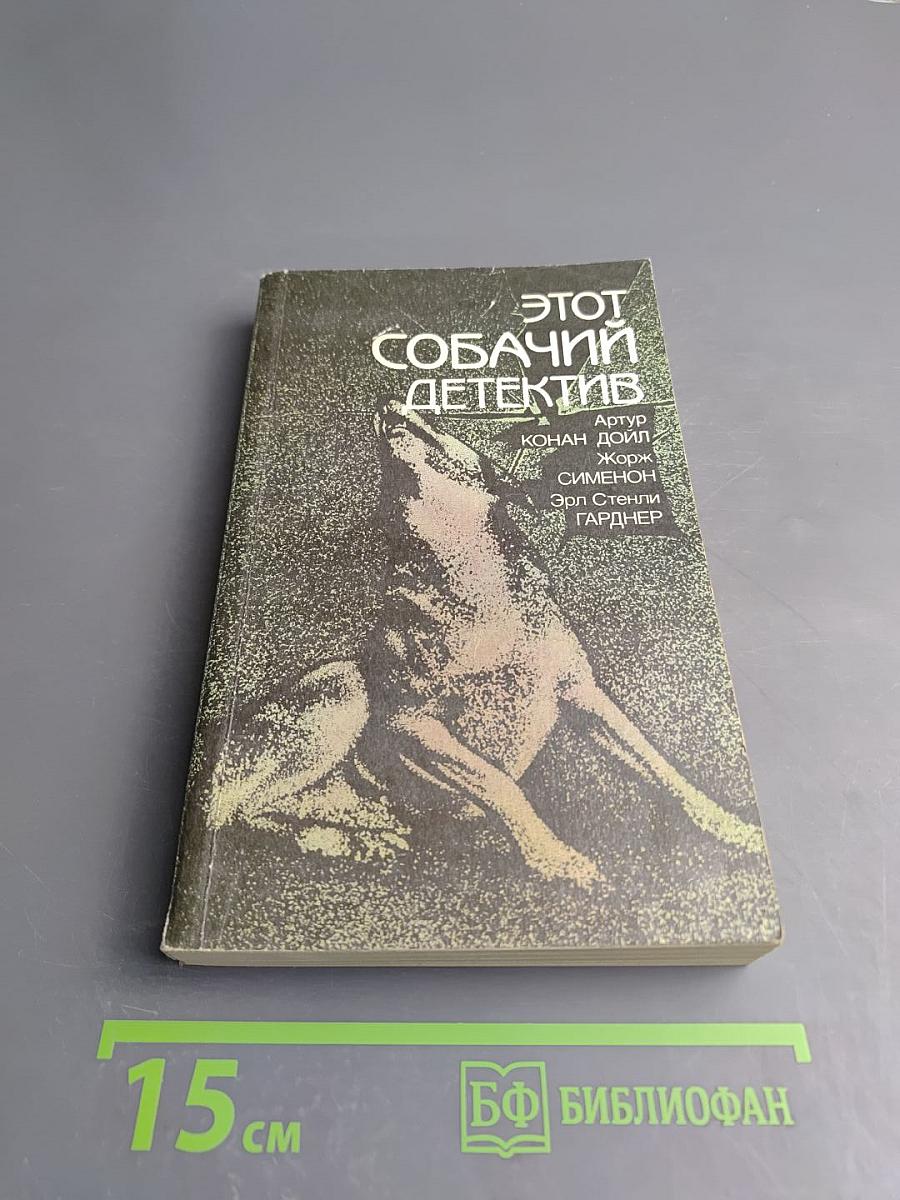 ЭТОТ
СОБАЧИЙ
ДЕТЕКТИВ
Артур
КОНАН ДОЙЛ
Жорж
СИМЕНОН
Эрл Стенли
ГАРДНЕР
15 см
БФ БИБЛИОФАН